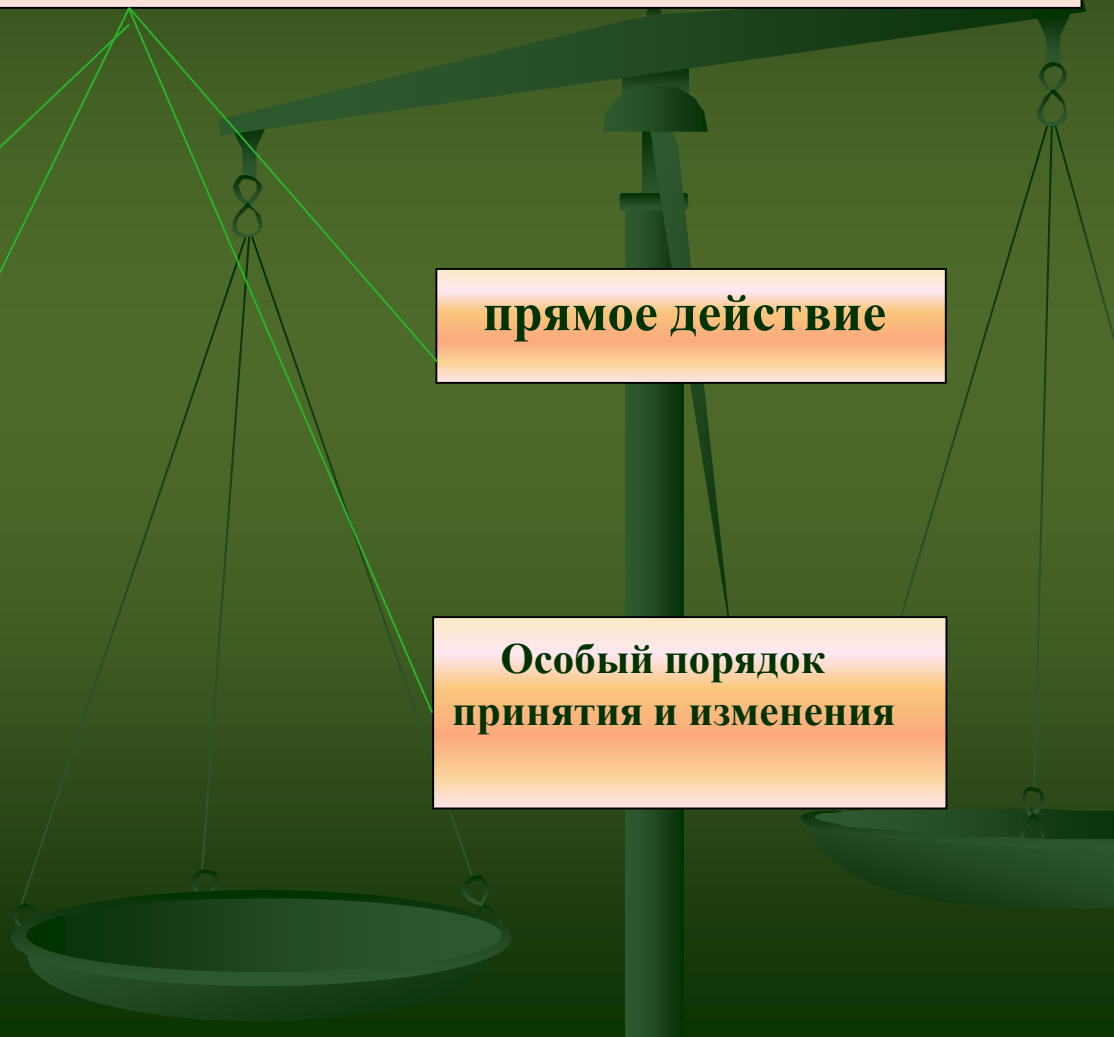 прямое действие
Особый порядок
принятия и изменения